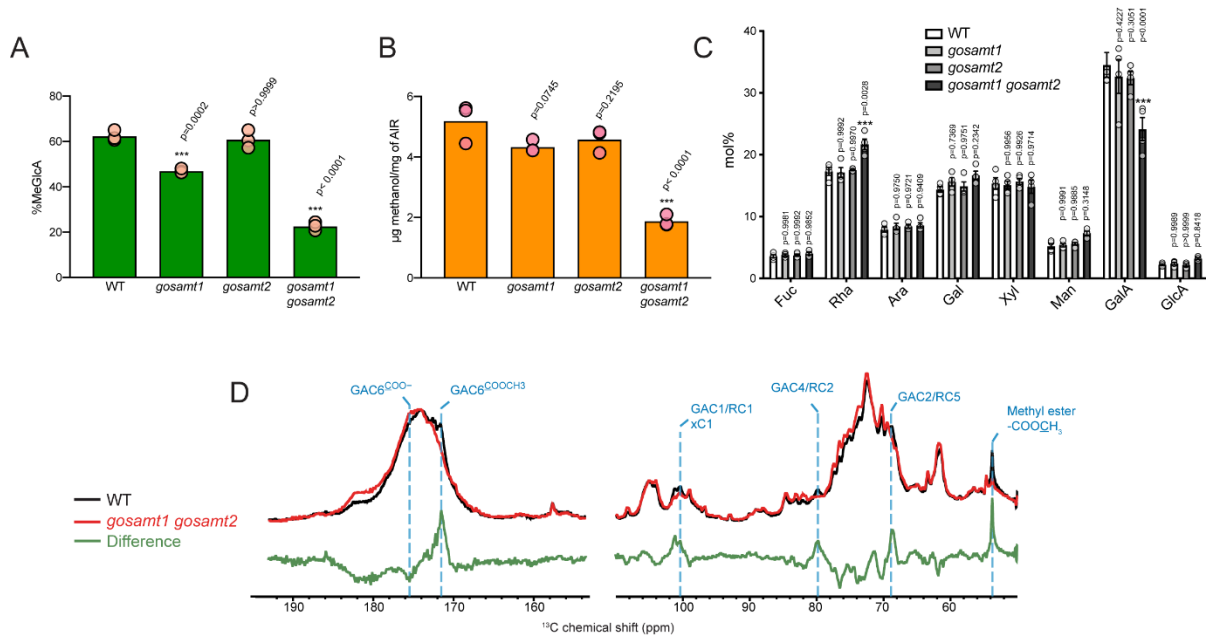 A
%MeGlcA
80
60
40
20
0
p=0.0002
p>0.9999
p< 0.0001
***
***
WT
gosamt1
gosamt2
gosamt1
gosamt2
B
µg methanol/mg of AIR
6
4
2
0
p=0.0745
p=0.2195
p< 0.0001
***
WT
gosamt1
gosamt2
gosamt1
gosamt2
C
mol%
40
30
20
10
0
WT
gosamt1
gosamt2
gosamt1 gosamt2
p=0.9981
p=0.9992
p=0.9852
p=0.9992
p=0.9970
p=0.0028
***
p=0.9750
p=0.9721
p=0.9409
p=0.7369
p=0.9751
p=0.2342
p=0.9956
p=0.9926
p=0.9714
p=0.9991
p=0.9885
p=0.3148
p=0.4227
p=0.3051
p<0.0001
***
p=0.9989
p>0.9999
p=0.8418
Fuc
Rha
Ara
Gal
Xyl
Man
GalA
GlcA
D
GAC6COO−
GAC6COOCH3
GAC1/RC1
xC1
GAC4/RC2
GAC2/RC5
Methyl ester
-COOCH3
WT
gosamt1 gosamt2
Difference
190
180
170
160
100
90
80
70
60
13C chemical shift (ppm)